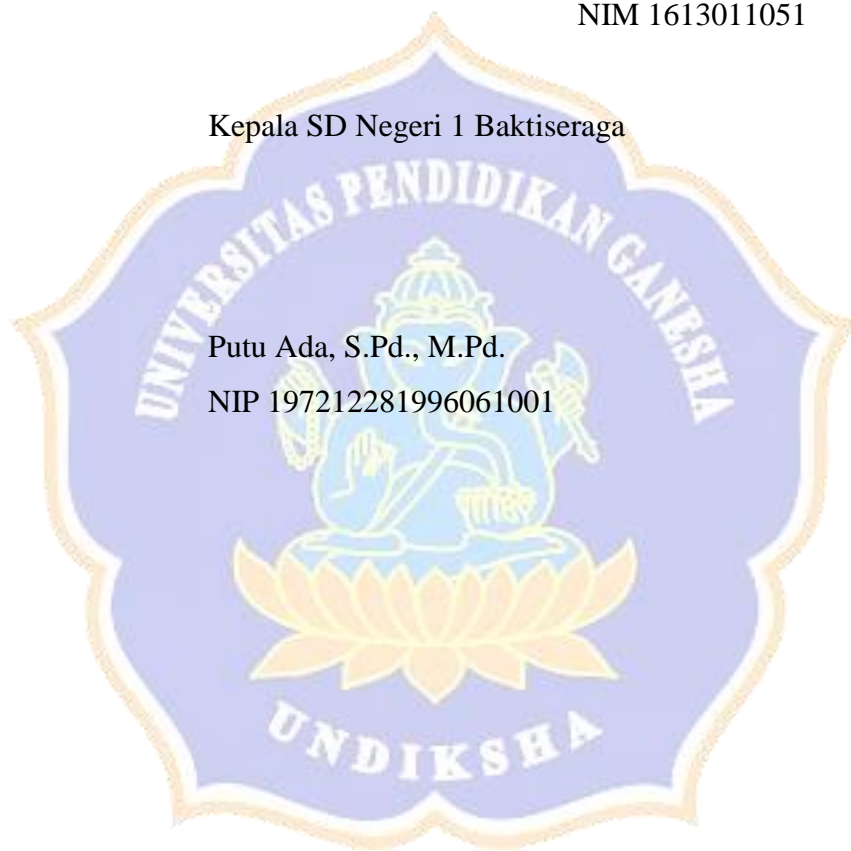 NIM 1613011051
Kepala SD Negeri 1 Baktiseraga
UNIVERSITAS PENDIDIKAN GANESHA
Putu Ada, S.Pd., M.Pd.
NIP 197212281996061001
UNDIKSHA